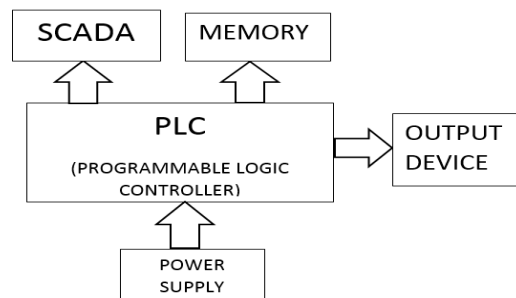 SCADA
MEMORY
PLC
(PROGRAMMABLE LOGIC
CONTROLLER)
OUTPUT
DEVICE
POWER
SUPPLY